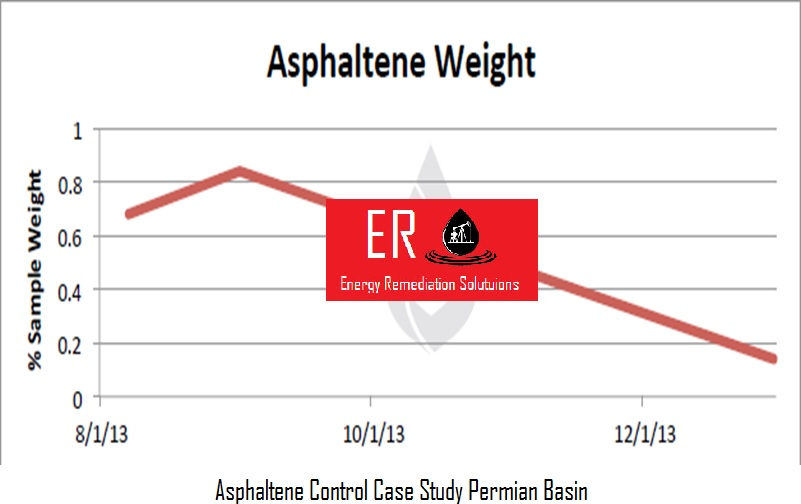 Asphaltene Weight
% Sample Weight
1
0.8
0.6
0.4
0.2
0
8/1/13
10/1/13
12/1/13
ER
Energy Remediation Solutuions
Asphaltene Control Case Study Permian Basin